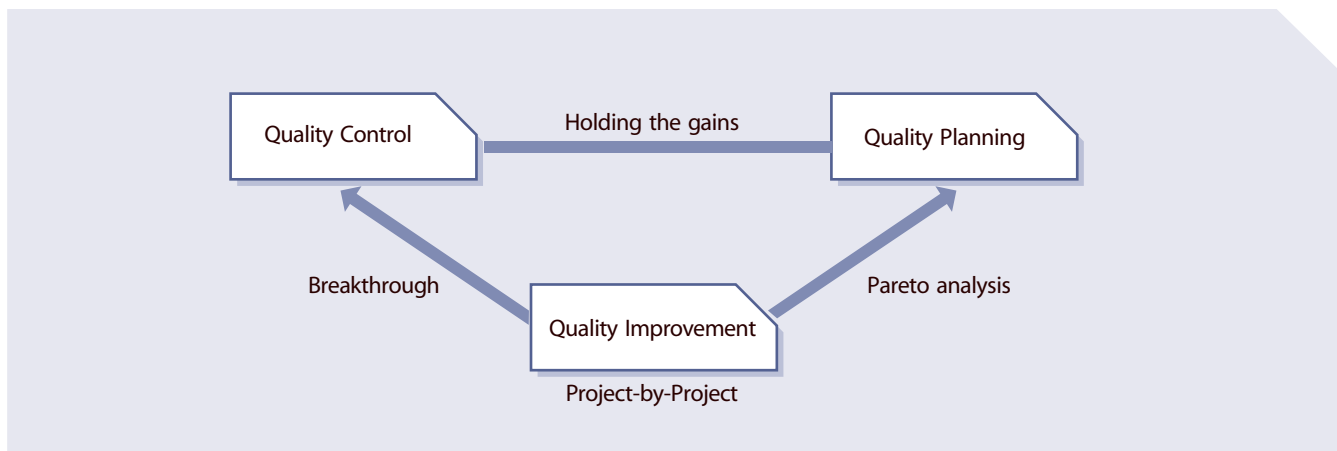 Holding the gains
Quality Control
Quality Planning
Breakthrough
Pareto analysis
Quality Improvement
Project-by-Project